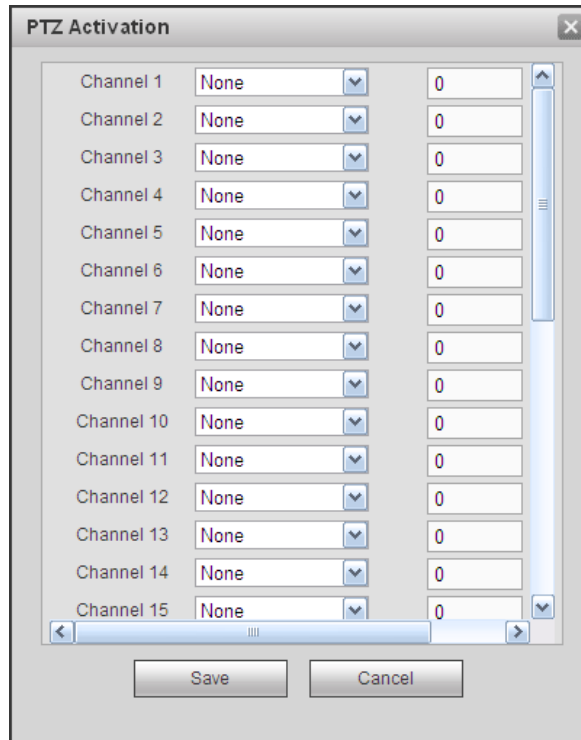 PTZ Activation
Channel 1 None 0
Channel 2 None 0
Channel 3 None 0
Channel 4 None 0
Channel 5 None 0
Channel 6 None 0
Channel 7 None 0
Channel 8 None 0
Channel 9 None 0
Channel 10 None 0
Channel 11 None 0
Channel 12 None 0
Channel 13 None 0
Channel 14 None 0
Channel 15 None 0
Save Cancel